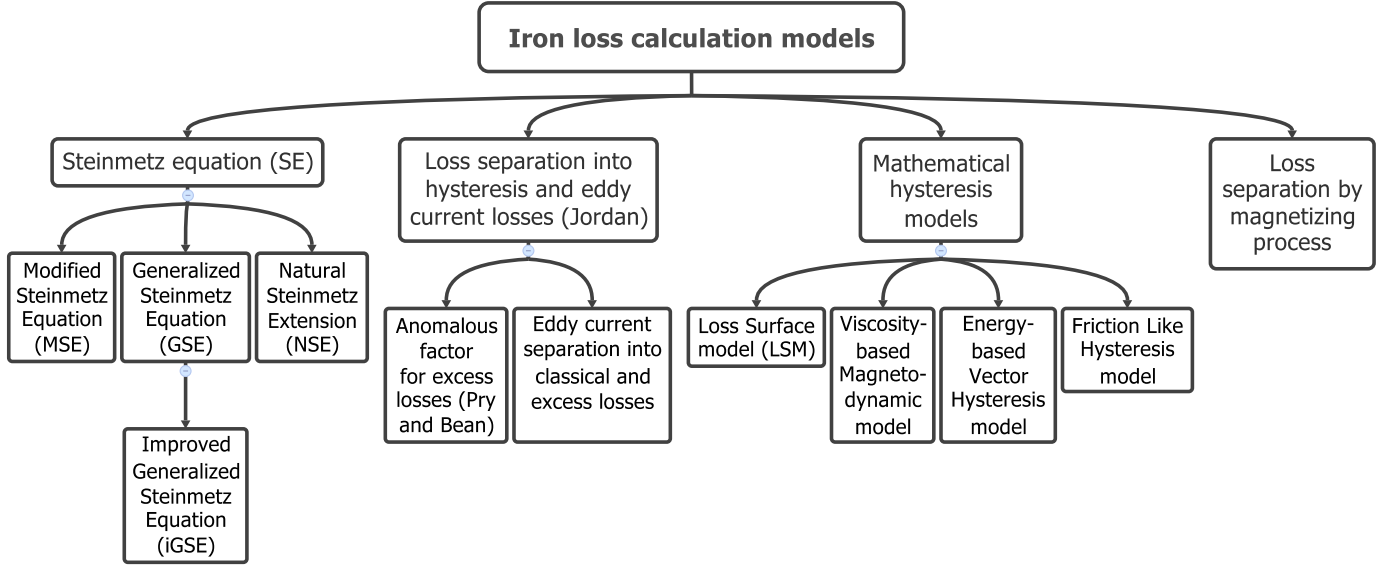 Iron loss calculation models
Steinmetz equation (SE)
Loss separation into
hysteresis and eddy
current losses (Jordan)
Mathematical
hysteresis
models
Loss
separation by
magnetizing
process
Modified
Steinmetz
Equation
(MSE)
Generalized
Steinmetz
Equation
(GSE)
Natural
Steinmetz
Extension
(NSE)
Anomalous
factor
for excess
losses (Pry
and Bean)
Eddy current
separation into
classical and
excess losses
Loss Surface
model (LSM)
Viscosity-
based
Magneto-
dynamic
model
Energy-
based
Vector
Hysteresis
model
Friction Like
Hysteresis
model
Improved
Generalized
Steinmetz
Equation
(iGSE)